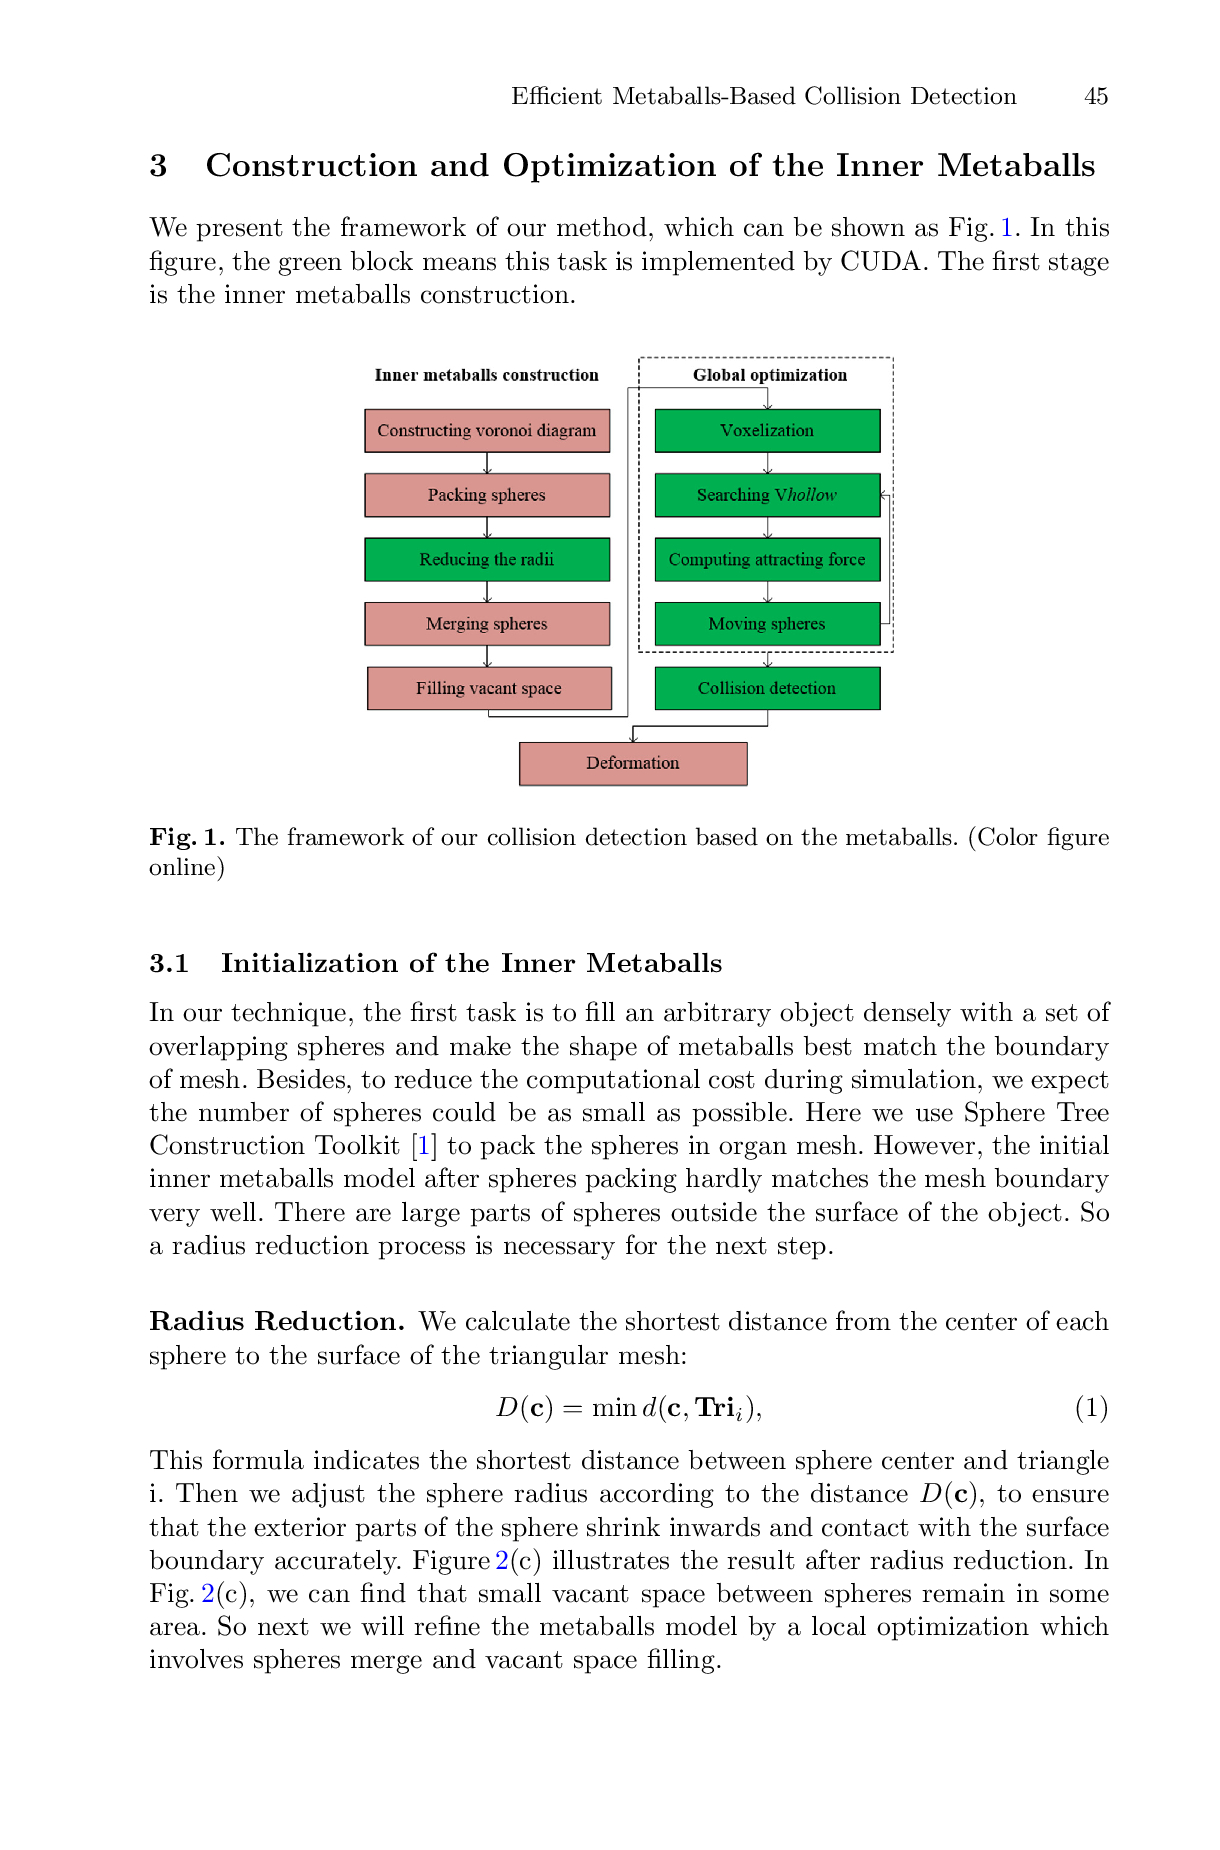 Efficient Metaballs-Based Collision Detection 45
3 Construction and Optimization of the Inner Metaballs
We present the framework of our method, which can be shown as Fig. 1. In this
figure, the green block means this task is implemented by CUDA. The first stage
is the inner metaballs construction.
Inner metaballs construction
Constructing voronoi diagram
Packing spheres
Reducing the radii
Merging spheres
Filling vacant space
Global optimization
Voxelization
Searching Vhollow
Computing attracting force
Moving spheres
Collision detection
Deformation
Fig. 1. The framework of our collision detection based on the metaballs. (Color figure
online)
3.1 Initialization of the Inner Metaballs
In our technique, the first task is to fill an arbitrary object densely with a set of
overlapping spheres and make the shape of metaballs best match the boundary
of mesh. Besides, to reduce the computational cost during simulation, we expect
the number of spheres could be as small as possible. Here we use Sphere Tree
Construction Toolkit [1] to pack the spheres in organ mesh. However, the initial
inner metaballs model after spheres packing hardly matches the mesh boundary
very well. There are large parts of spheres outside the surface of the object. So
a radius reduction process is necessary for the next step.
Radius Reduction. We calculate the shortest distance from the center of each
sphere to the surface of the triangular mesh:
D(c) = min d(c, Tri_i), (1)
This formula indicates the shortest distance between sphere center and triangle
i. Then we adjust the sphere radius according to the distance D(c), to ensure
that the exterior parts of the sphere shrink inwards and contact with the surface
boundary accurately. Figure 2(c) illustrates the result after radius reduction. In
Fig. 2(c), we can find that small vacant space between spheres remain in some
area. So next we will refine the metaballs model by a local optimization which
involves spheres merge and vacant space filling.